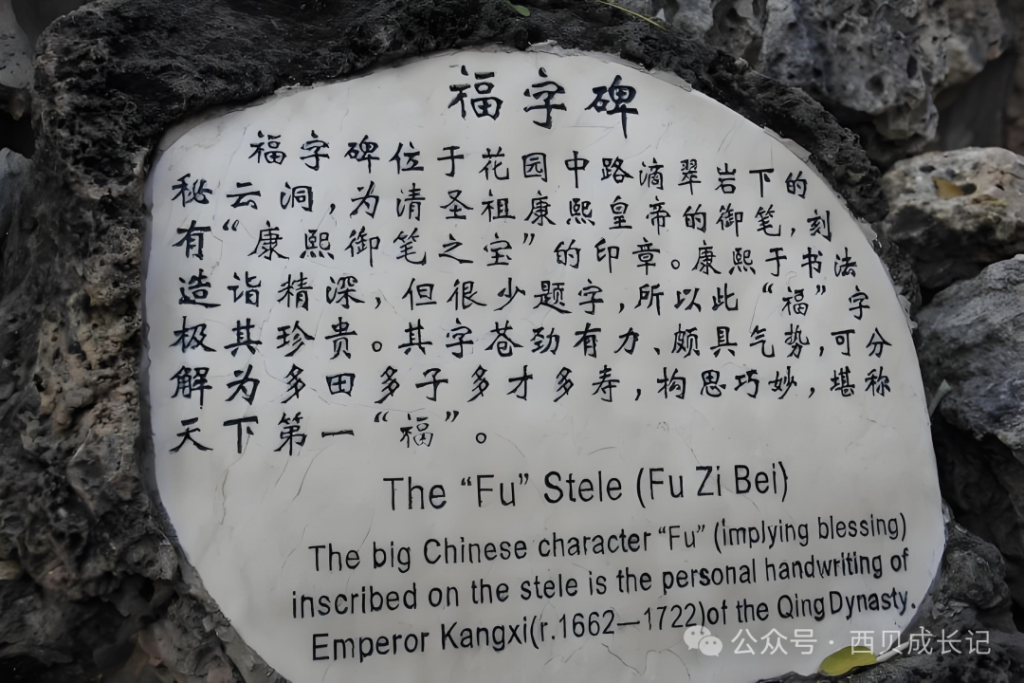 福字碑
福字碑位于花园中路滴翠岩下的
秘云洞，为清圣祖康熙皇帝的御笔，刻
有“康熙御笔之宝”的印章。康熙于书法
造诣精深，但很少题字，所以此“福”字
极其珍贵。其字苍劲有力、颇具气势，可分
解为多田多子多才多寿，构思巧妙，堪称
天下第一“福”。
The “Fu” Stele (Fu Zi Bei)
The big Chinese character “Fu” (implying blessing)
inscribed on the stele is the personal handwriting of
Emperor Kangxi(r.1662—1722)of the Qing Dynasty.
公众号·西贝成长记